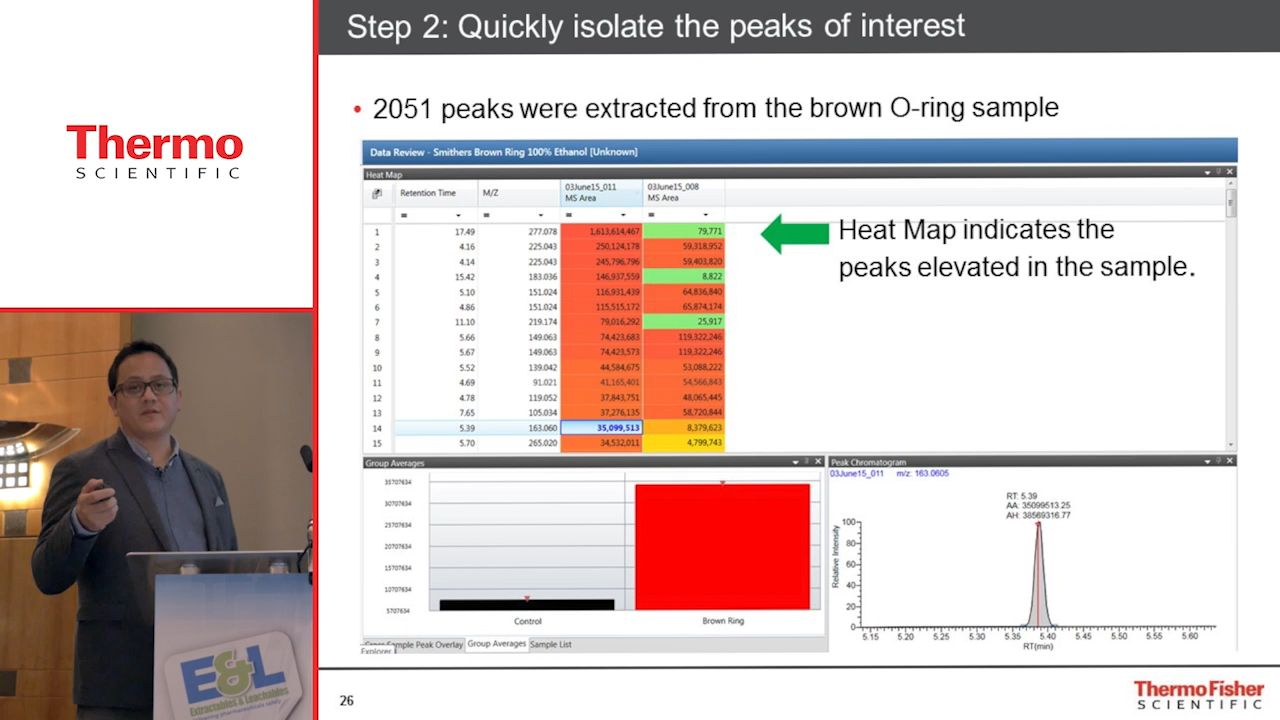 Step 2: Quickly isolate the peaks of interest
Thermo
SCIENTIFIC
• 2051 peaks were extracted from the brown O-ring sample
Data Review - Smithers Brown Ring 100% Ethanol [Unknown]
Heat Map
Retention Time M/Z 03June15_011 MS Area 03June15_008 MS Area
= = = =
1 17.49 277.078 1,613,614,467 79,771
2 4.16 225.043 250,124,178 59,318,952
3 4.14 225.043 245,796,796 59,403,820
4 15.42 183.036 146,937,559 8,822
5 5.10 151.024 116,931,439 64,836,840
6 4.86 151.024 115,515,172 65,874,174
7 11.10 219.174 79,016,292 25,917
8 5.66 149.063 74,423,683 119,322,246
9 5.67 149.063 74,423,573 119,322,246
10 5.52 139.042 44,584,675 53,088,222
11 4.69 91.021 41,165,401 54,566,843
12 4.78 119.052 37,843,751 48,065,445
13 7.65 105.034 37,276,135 58,720,844
14 5.39 163.060 35,099,513 8,379,623
15 5.70 265.020 34,532,011 4,799,743
Heat Map indicates the
peaks elevated in the sample.
Group Averages
35707634
30707634
25707634
20707634
15707634
10707634
5707634
Control Brown Ring
Sample Peak Overlay Group Averages Sample List
Explorer
Peak Chromatogram
03June15_011 m/z: 163.0605
RT: 5.39
AA: 35099513.25
AH: 38569316.77
Relative Intensity
100
80
60
40
20
0
5.15 5.20 5.25 5.30 5.35 5.40 5.45 5.50 5.55 5.60
RT(min)
E&L
Extractables & Leachables
26
ThermoFisher
SCIENTIFIC